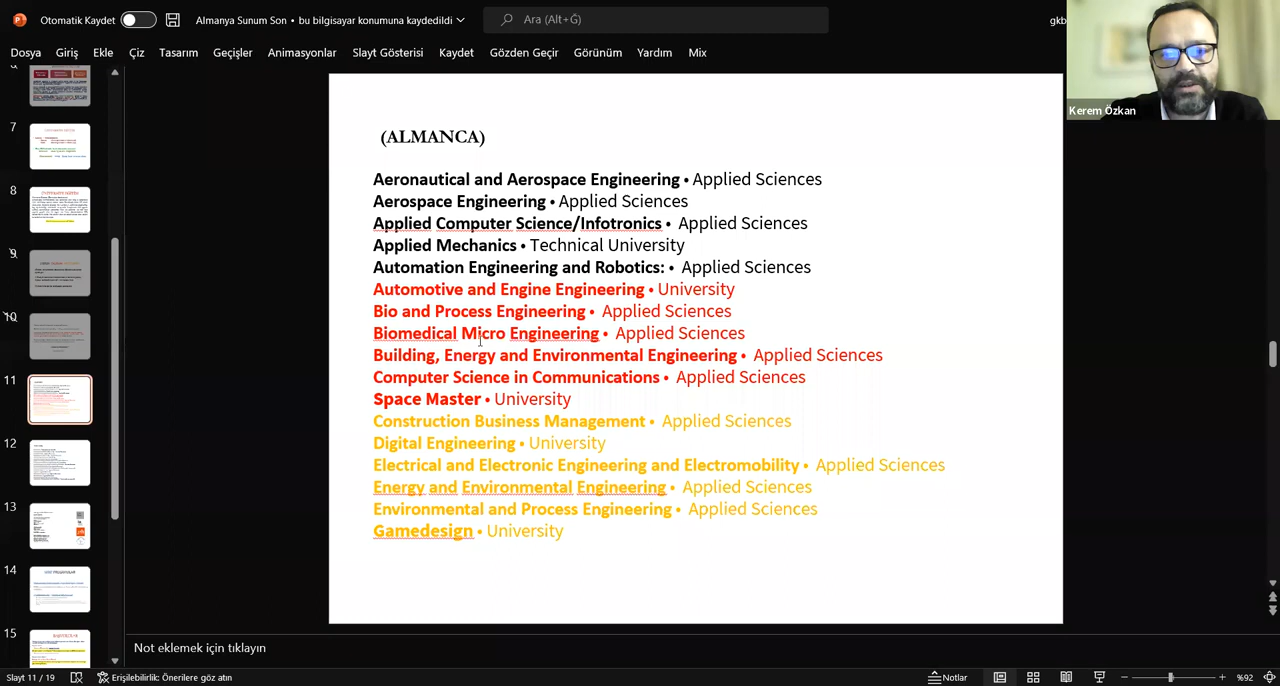 Otomatik Kaydet
Almanya Sunum Son • bu bilgisayar konumuna kaydedildi
Ara (Alt+G)
gkb
Dosya Giriş Ekle Çiz Tasarım Geçişler Animasyonlar Slayt Gösterisi Kaydet Gözden Geçir Görünüm Yardım Mix
Kerem Özkan
7
8
9
10
11
12
13
14
15
(ALMANCA)
Aeronautical and Aerospace Engineering • Applied Sciences
Aerospace Engineering • Applied Sciences
Applied Computer Science/Infotronics • Applied Sciences
Applied Mechanics • Technical University
Automation Engineering and Robotics: • Applied Sciences
Automotive and Engine Engineering • University
Bio and Process Engineering • Applied Sciences
Biomedical Micro Engineering • Applied Sciences
Building, Energy and Environmental Engineering • Applied Sciences
Computer Science in Communications • Applied Sciences
Space Master • University
Construction Business Management • Applied Sciences
Digital Engineering • University
Electrical and Electronic Engineering and Electromobility • Applied Sciences
Energy and Environmental Engineering • Applied Sciences
Environmental and Process Engineering • Applied Sciences
Gamedesign • University
Not eklemek için tıklayın
Slayt 11 / 19
Erişilebilirlik: Önerilere göz atın
Notlar
%92